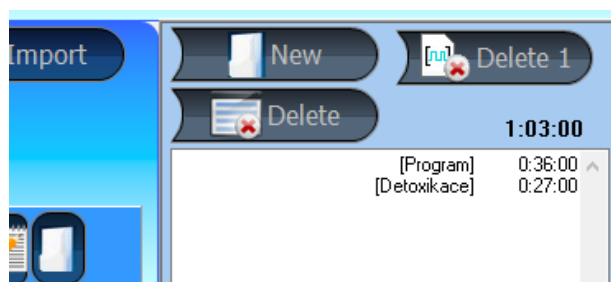 Import
New
Delete 1
Delete
1:03:00
[Program] 0:36:00
[Detoxikace] 0:27:00